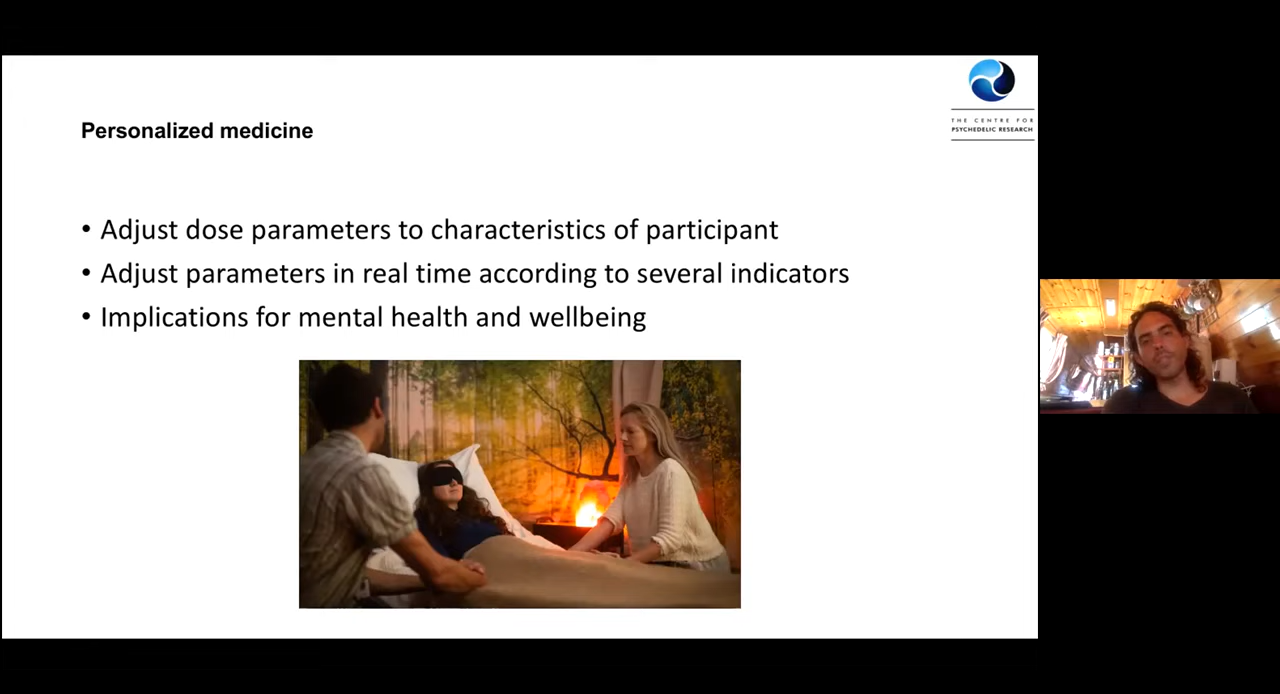 THE CENTRE FOR
PSYCHEDELIC RESEARCH
Personalized medicine
• Adjust dose parameters to characteristics of participant
• Adjust parameters in real time according to several indicators
• Implications for mental health and wellbeing